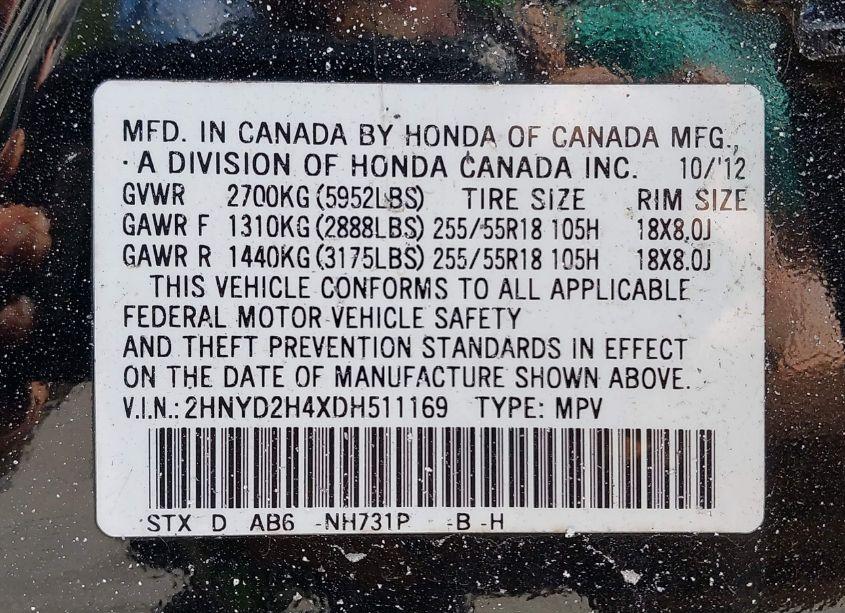 MFD. IN CANADA BY HONDA OF CANADA MFG.,
A DIVISION OF HONDA CANADA INC. 10/'12
GVWR 2700KG (5952LBS) TIRE SIZE RIM SIZE
GAWR F 1310KG (2888LBS) 255/55R18 105H 18X8.0J
GAWR R 1440KG (3175LBS) 255/55R18 105H 18X8.0J
THIS VEHICLE CONFORMS TO ALL APPLICABLE
FEDERAL MOTOR VEHICLE SAFETY
AND THEFT PREVENTION STANDARDS IN EFFECT
ON THE DATE OF MANUFACTURE SHOWN ABOVE.
V.I.N.: 2HNYD2H4XDH511169 TYPE: MPV
STX D AB6 -NH731P -B -H